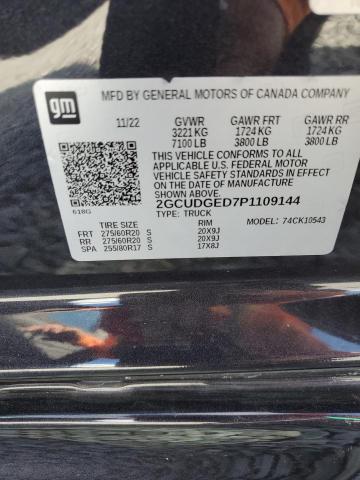 gm
MFD BY GENERAL MOTORS OF CANADA COMPANY
11/22 GVWR GAWR FRT GAWR RR
3221 KG 1724 KG 1724 KG
7100 LB 3800 LB 3800 LB
THIS VEHICLE CONFORMS TO ALL
APPLICABLE U.S. FEDERAL MOTOR
VEHICLE SAFETY STANDARDS IN EFFECT
ON THE DATE OF MANUFACTURE SHOWN ABOVE.
2GCUDGED7P1109144
618G TYPE: TRUCK MODEL: 74CK10543
TIRE SIZE RIM
FRT 275/60R20 S 20X9J
RR 275/60R20 S 20X9J
SPA 255/80R17 S 17X8J